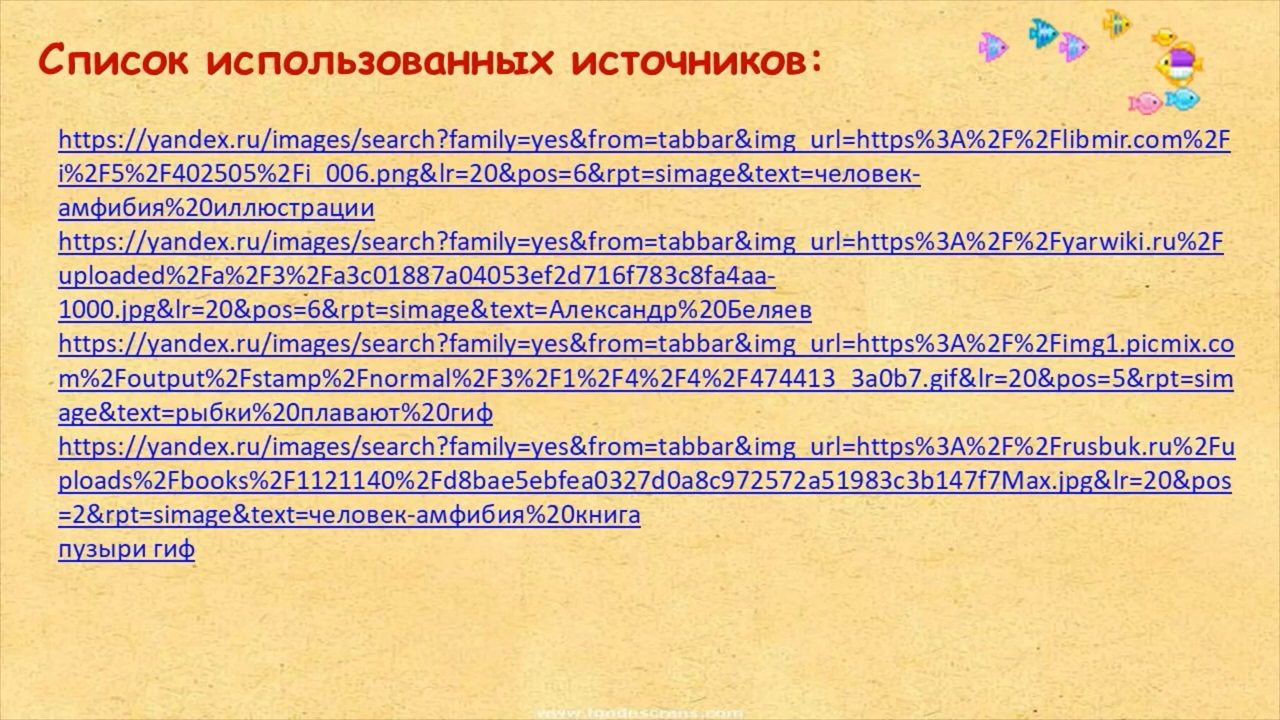 Список использованных источников:
https://yandex.ru/images/search?family=yes&from=tabbar&img_url=https%3A%2F%2Flibmir.com%2F
i%2F5%2F402505%2Fi_006.png&lr=20&pos=6&rpt=simage&text=человек-
амфибия%20иллюстрации
https://yandex.ru/images/search?family=yes&from=tabbar&img_url=https%3A%2F%2Fyarwiki.ru%2F
uploaded%2Fa%2F3%2Fa3c01887a04053ef2d716f783c8fa4aa-
1000.jpg&lr=20&pos=6&rpt=simage&text=Александр%20Беляев
https://yandex.ru/images/search?family=yes&from=tabbar&img_url=https%3A%2F%2Fimg1.picmix.co
m%2Foutput%2Fstamp%2Fnormal%2F3%2F1%2F4%2F4%2F474413_3a0b7.gif&lr=20&pos=5&rpt=sim
age&text=рыбки%20плавают%20гиф
https://yandex.ru/images/search?family=yes&from=tabbar&img_url=https%3A%2F%2Frusbuk.ru%2Fu
ploads%2Fbooks%2F1121140%2Fd8bae5ebfea0327d0a8c972572a51983c3b147f7Max.jpg&lr=20&pos
=2&rpt=simage&text=человек-амфибия%20книга
пузыри гиф